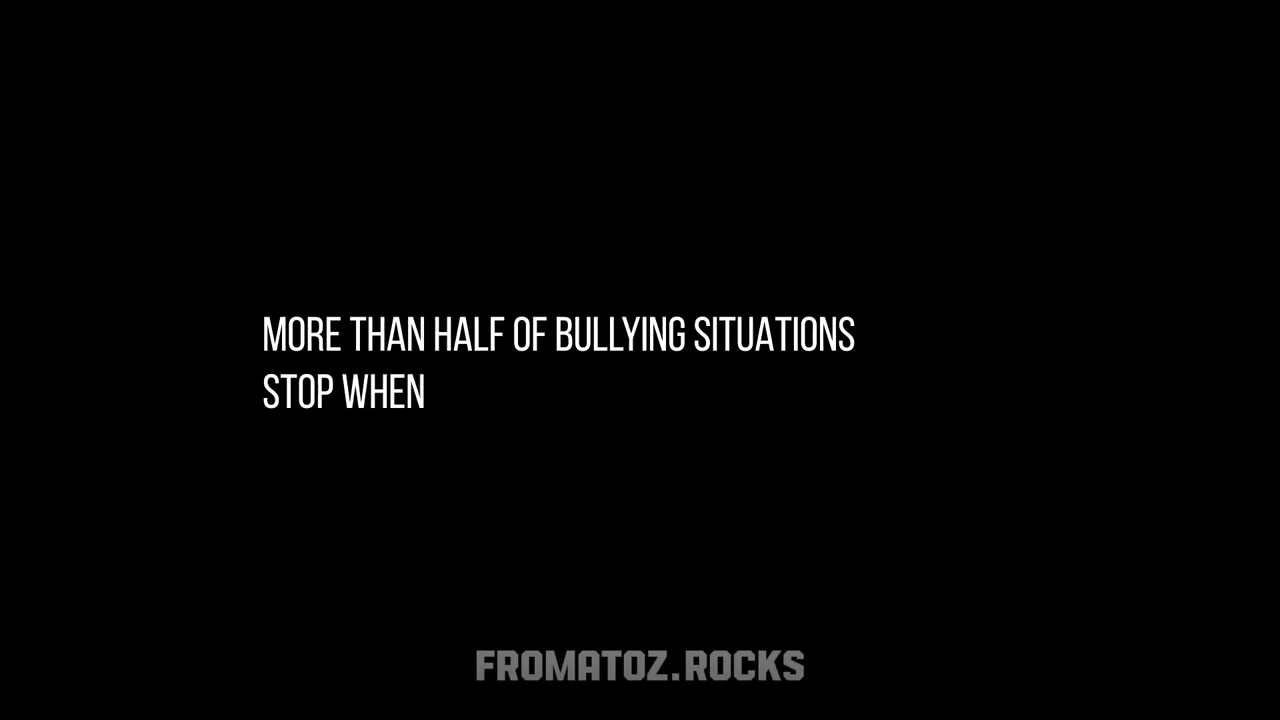 MORE THAN HALF OF BULLYING SITUATIONS
STOP WHEN
FROMATOZ.ROCKS